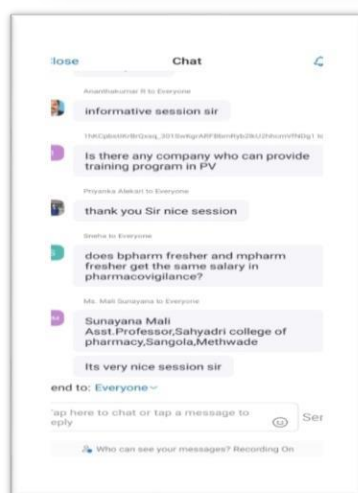 lose Chat
Ananthakumar R to Everyone
informative session sir
Is there any company who can provide
training program in PV
Priyanka Alekari to Everyone
thank you Sir nice session
Sneha to Everyone
does bpharm fresher and mpharm
fresher get the same salary in
pharmacovigilance?
Ms. Mali Sunayana to Everyone
Sunayana Mali
Asst.Professor,Sahyadri college of
pharmacy,Sangola,Methwade
Its very nice session sir
end to: Everyone
ap here to chat or tap a message to
eply
Ser
Who can see your messages? Recording On